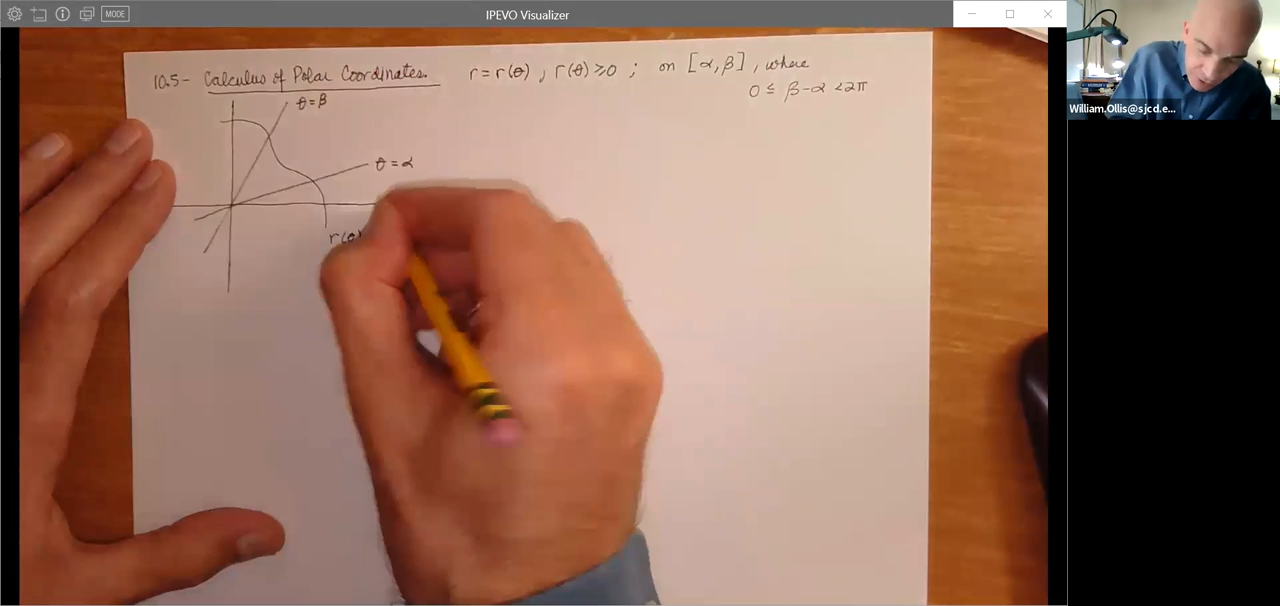 IPEVO Visualizer
MODE
William.Ollis@sjcd.e...
10.5- Calculus of Polar Coordinates.
r = r(θ) , r(θ) ≥ 0 ; on [α, β] , where
0 ≤ β - α < 2π
θ = β
θ = α
r(θ)